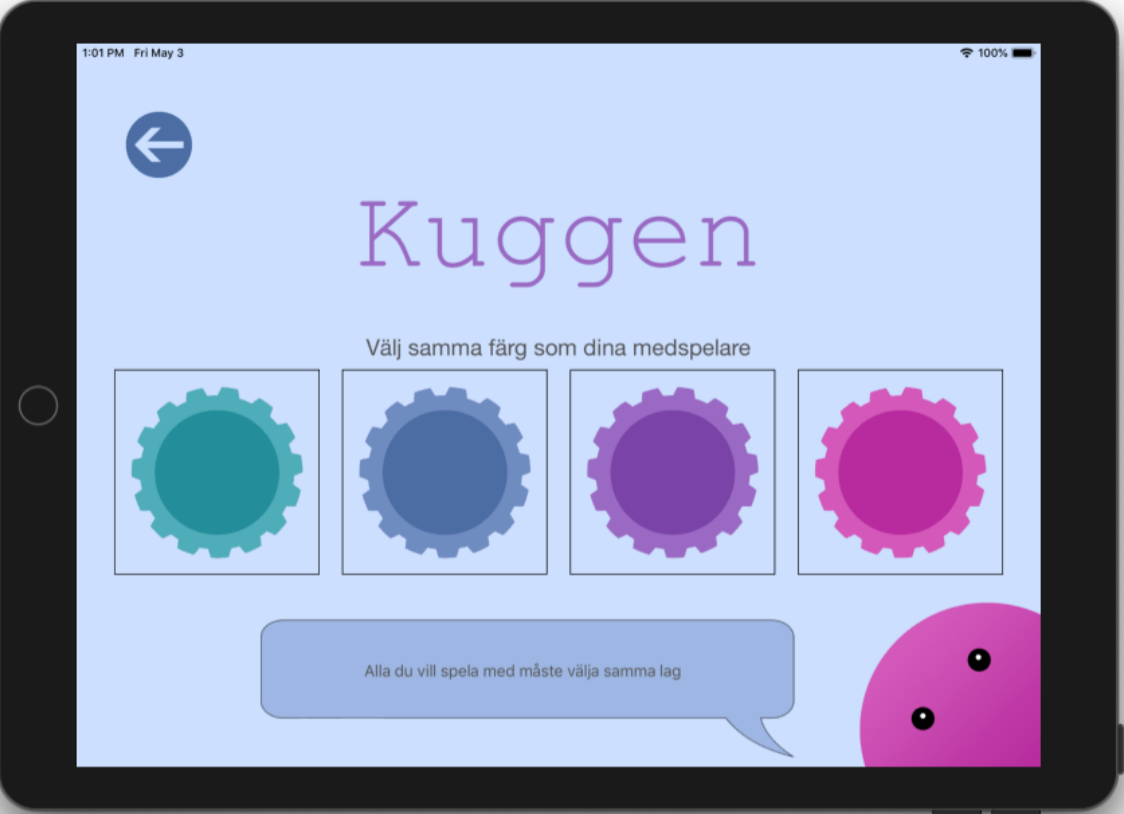 1:01 PM Fri May 3 100%
Kuggen
Välj samma färg som dina medspelare
Alla du vill spela med måste välja samma lag